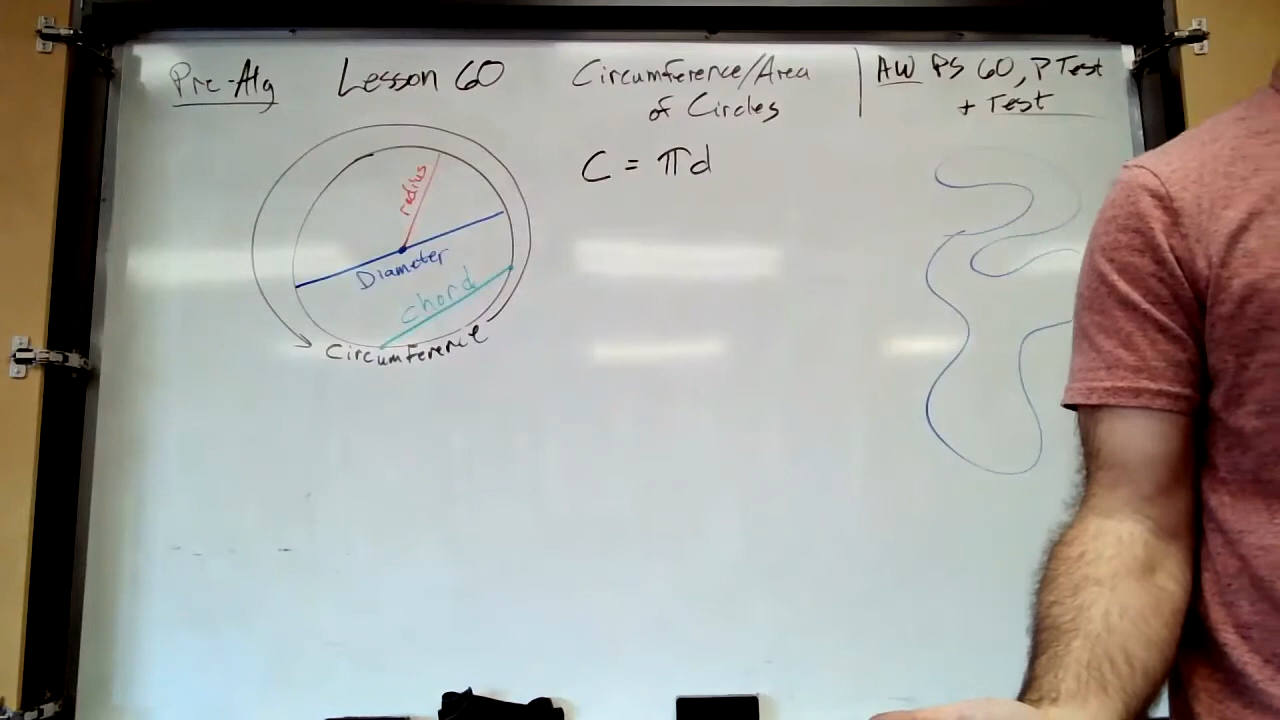 Pre-Alg
Lesson 60
Circumference/Area
of Circles
AW PS 60, P Test
+ Test
C = πd
radius
Diameter
chord
Circumference